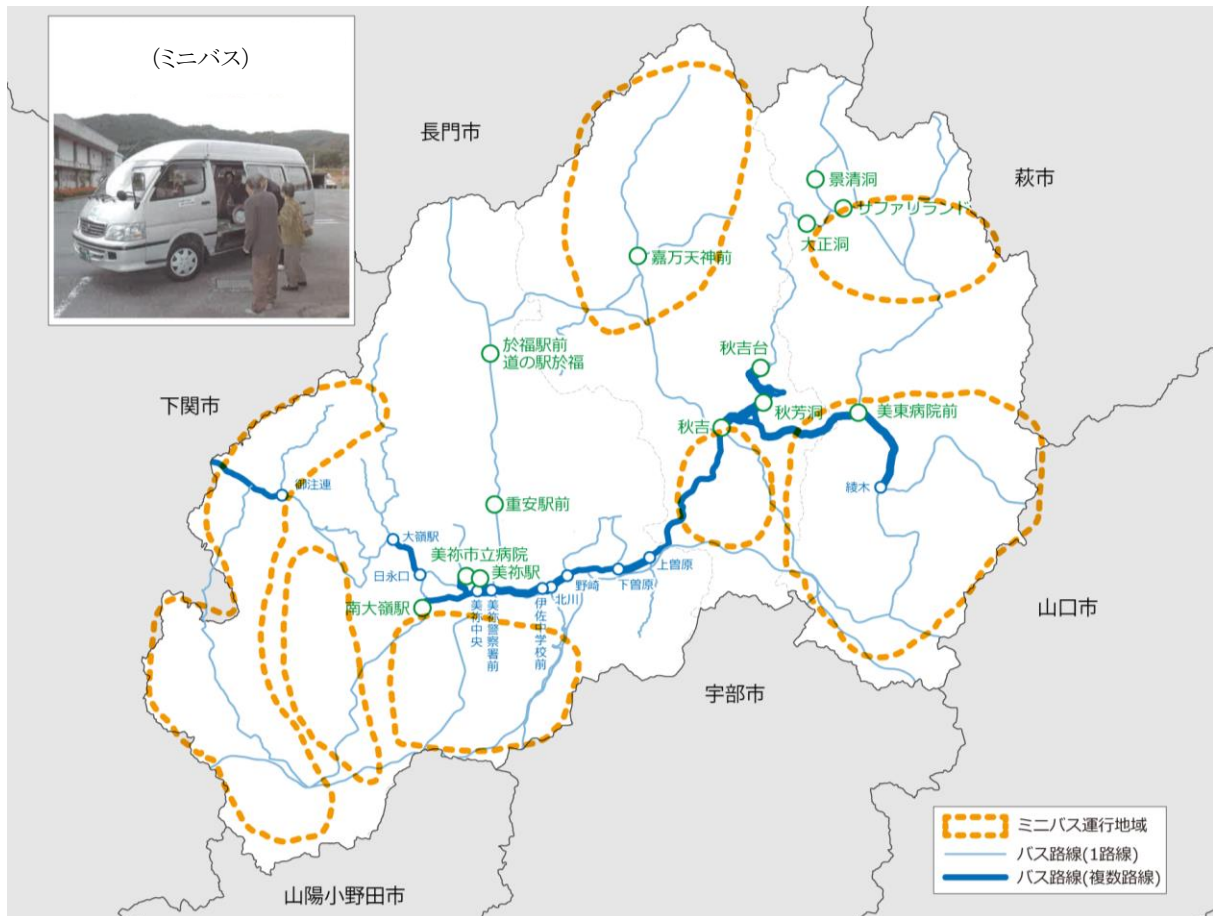 (ミニバス)
長門市
萩市
景清洞
サファリランド
大正洞
嘉万天神前
於福駅前
道の駅於福
秋吉台
秋芳洞
美東病院前
下関市
秋吉
御注連
綾木
重安駅前
大嶺駅
美祢市立病院
美祢駅
日永口
上曽原
下曽原
野崎
北川
南大嶺駅
美祢中央
美祢警察署前
伊佐中学校前
山口市
宇部市
山陽小野田市
ミニバス運行地域
バス路線(1路線)
バス路線(複数路線)